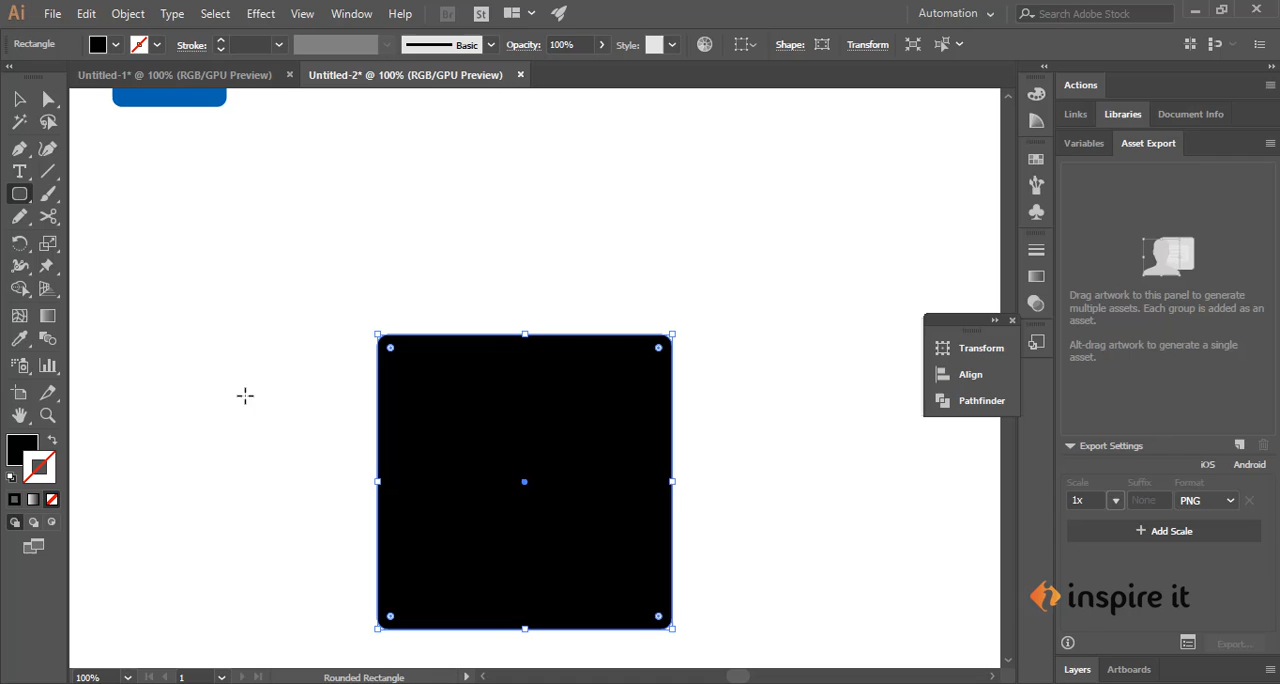 Ai File Edit Object Type Select Effect View Window Help Br St Automation Search Adobe Stock
Rectangle Stroke: Basic Opacity: 100% Style: Shape: Transform
Untitled-1* @ 100% (RGB/GPU Preview) Untitled-2* @ 100% (RGB/GPU Preview)
Actions
Links Libraries Document Info
Variables Asset Export
Drag artwork to this panel to generate
multiple assets. Each group is added as an
asset.
Alt-drag artwork to generate a single
asset.
Transform
Align
Pathfinder
Export Settings
iOS Android
Scale Suffix Format
1x None PNG
+ Add Scale
inspire it
Export...
Layers Artboards
100% 1 Rounded Rectangle